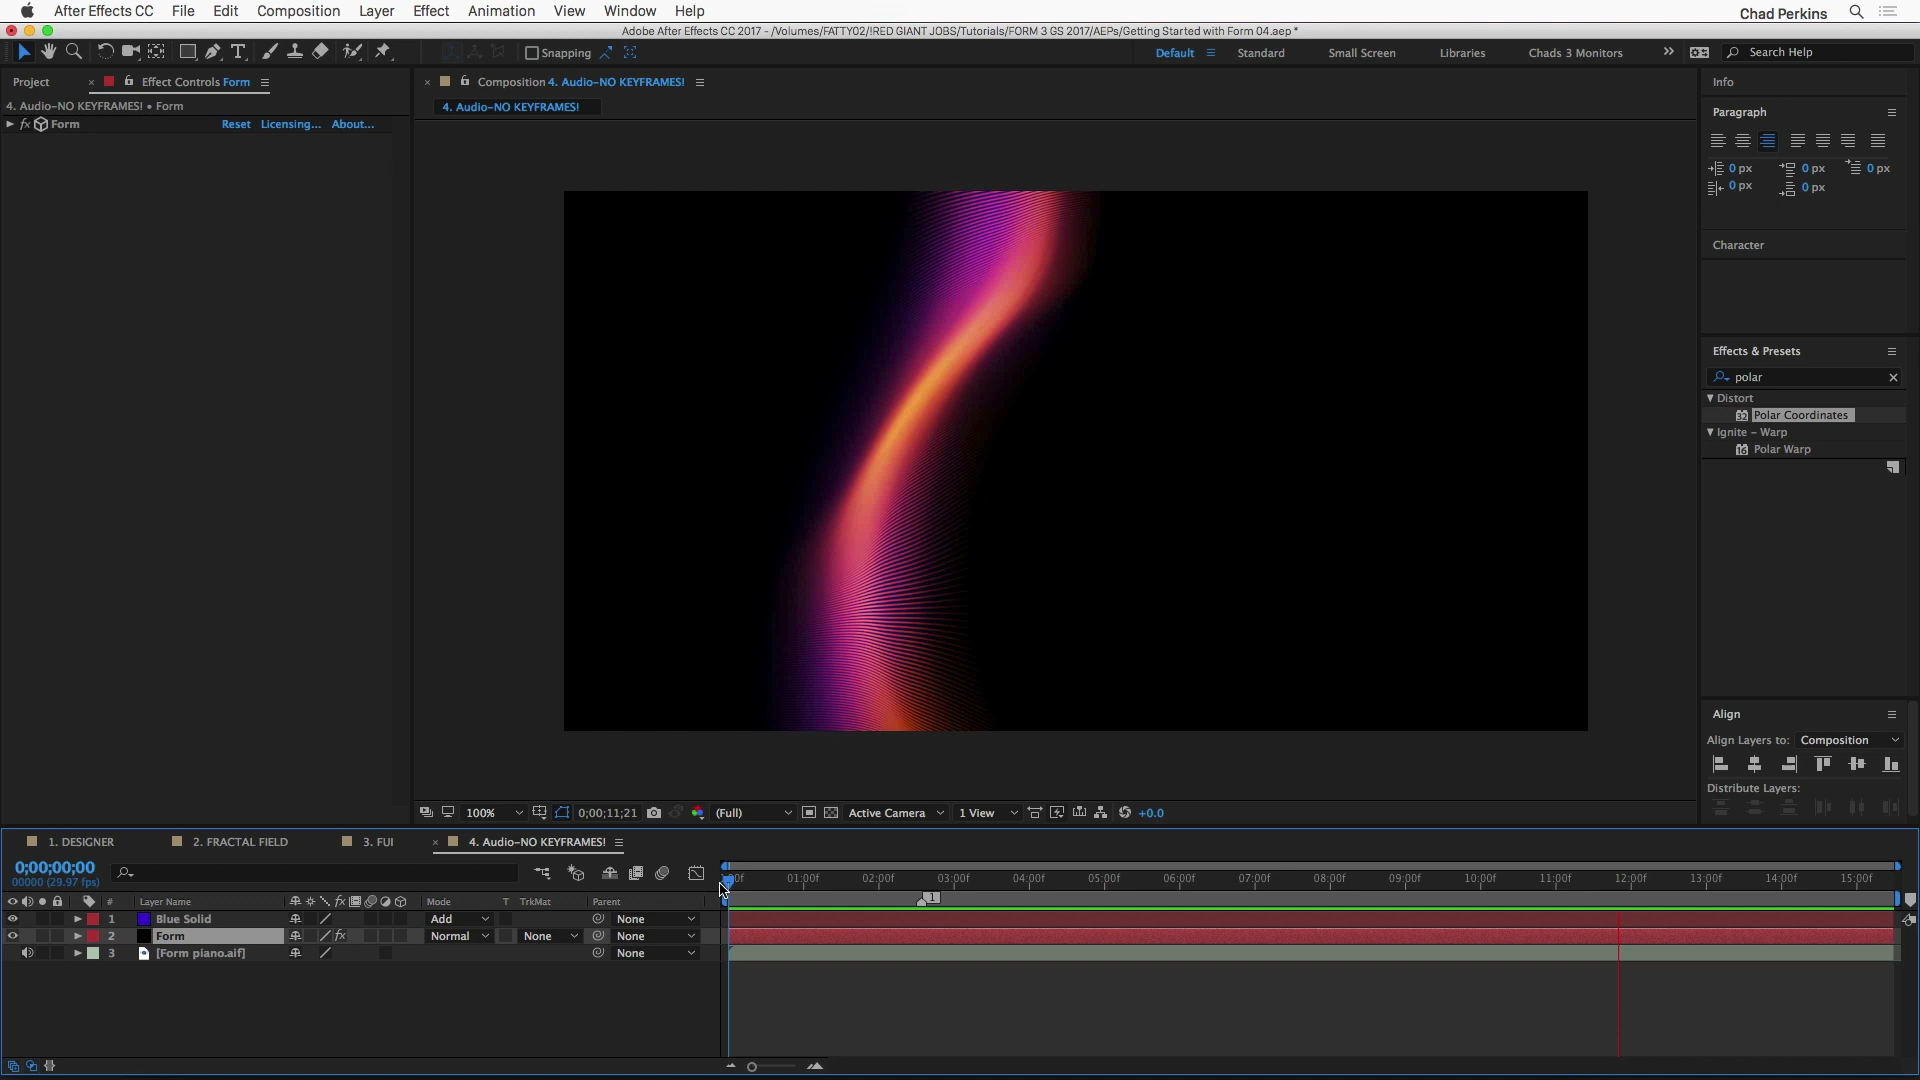 After Effects CC File Edit Composition Layer Effect Animation View Window Help Chad Perkins
Adobe After Effects CC 2017 - /Volumes/FATTY02/!RED GIANT JOBS/Tutorials/FORM 3 GS 2017/AEPs/Getting Started with Form 04.aep *
Snapping Default Standard Small Screen Libraries Chads 3 Monitors » Search Help
Project × Effect Controls Form
4. Audio-NO KEYFRAMES! • Form
fx Form Reset Licensing... About...
× Composition 4. Audio-NO KEYFRAMES!
4. Audio-NO KEYFRAMES!
Info
Paragraph
0 px 0 px 0 px
0 px 0 px
Character
Effects & Presets
polar
Distort
32 Polar Coordinates
Ignite - Warp
16 Polar Warp
Align
Align Layers to: Composition
Distribute Layers:
100% 0;00;11;21 (Full) Active Camera 1 View +0.0
1. DESIGNER 2. FRACTAL FIELD 3. FUI × 4. Audio-NO KEYFRAMES!
0;00;00;00
00000 (29.97 fps)
01:00f 02:00f 03:00f 04:00f 05:00f 06:00f 07:00f 08:00f 09:00f 10:00f 11:00f 12:00f 13:00f 14:00f 15:00f
1
# Layer Name fx Mode T TrkMat Parent
1 Blue Solid Add None
2 Form fx Normal None None
3 [Form piano.aif] None